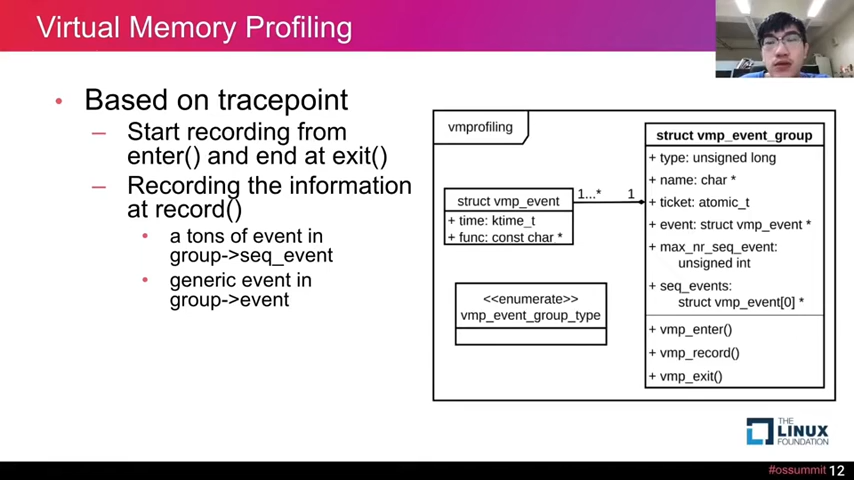 Virtual Memory Profiling
• Based on tracepoint
– Start recording from
enter() and end at exit()
– Recording the information
at record()
• a tons of event in
group->seq_event
• generic event in
group->event
vmprofiling
struct vmp_event
+ time: ktime_t
+ func: const char *
1...*
1
<<enumerate>>
vmp_event_group_type
struct vmp_event_group
+ type: unsigned long
+ name: char *
+ ticket: atomic_t
+ event: struct vmp_event *
+ max_nr_seq_event:
unsigned int
+ seq_events:
struct vmp_event[0] *
+ vmp_enter()
+ vmp_record()
+ vmp_exit()
THE
LINUX
FOUNDATION
#ossummit 12